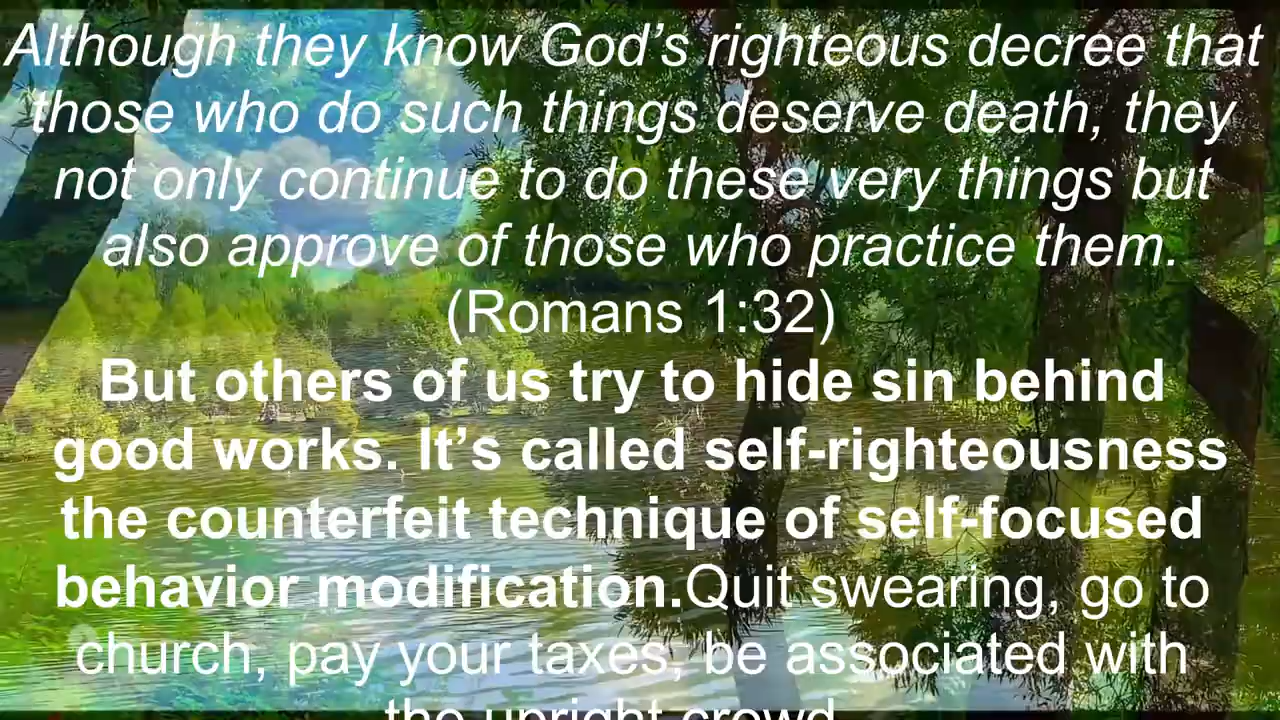 Although they know God’s righteous decree that
those who do such things deserve death, they
not only continue to do these very things but
also approve of those who practice them.
(Romans 1:32)
But others of us try to hide sin behind
good works. It’s called self-righteousness
the counterfeit technique of self-focused
behavior modification.Quit swearing, go to
church, pay your taxes, be associated with
the upright crowd